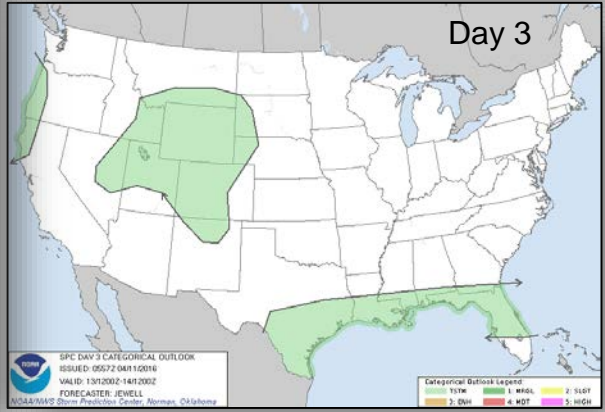 Day 3
SPC DAY 3 CATEGORICAL OUTLOOK
ISSUED: 0557Z 04/11/2016
VALID: 13/1200Z-14/1200Z
FORECASTER: JEWELL
NOAA/NWS Storm Prediction Center, Norman, Oklahoma
NOAA
Categorical Outlook Legend:
TSTM 1: MRGL 2: SLGT
3: ENH 4: MDT 5: HIGH